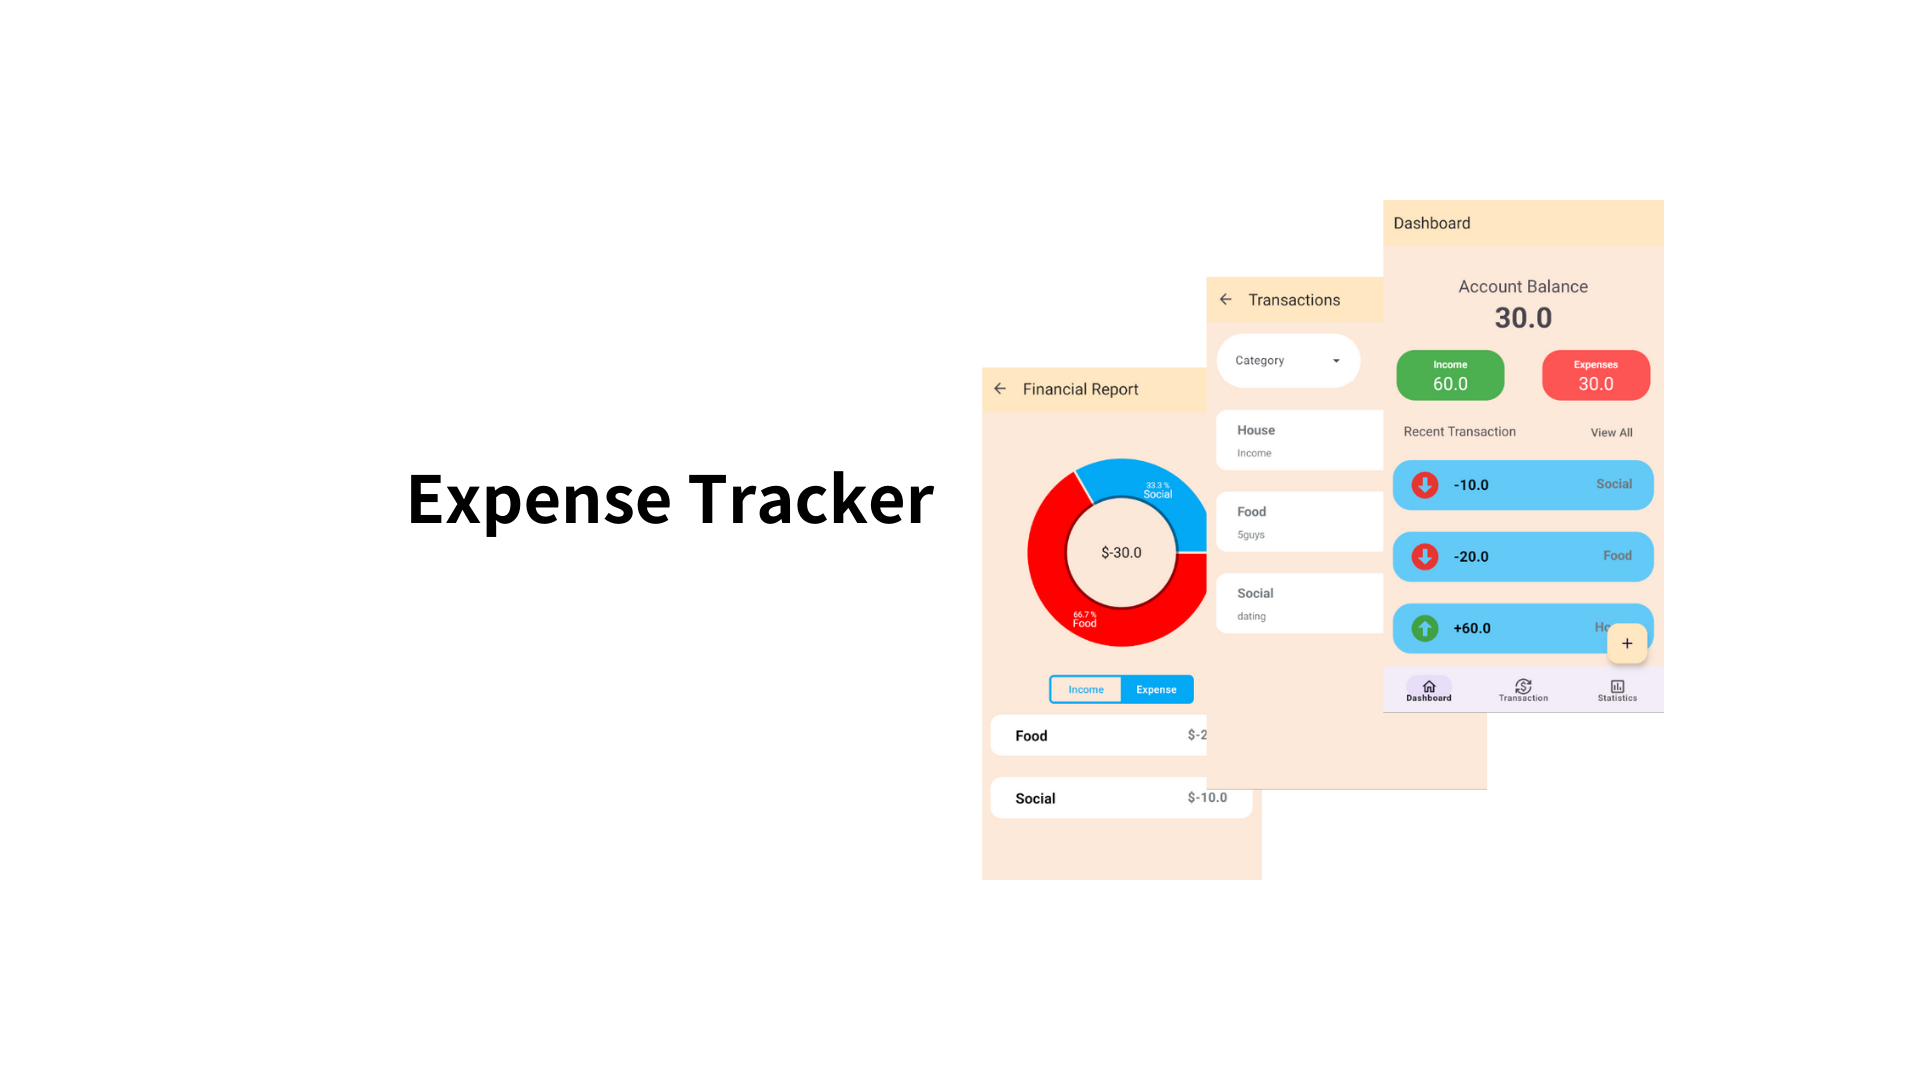 Expense Tracker
Financial Report
33.3 %
Social
$-30.0
66.7 %
Food
Income
Expense
Food
$-2
Social
$-10.0
Transactions
Category
House
Income
Food
5guys
Social
dating
Dashboard
Account Balance
30.0
Income
60.0
Expenses
30.0
Recent Transaction
View All
-10.0
Social
-20.0
Food
+60.0
+
Dashboard
Transaction
Statistics